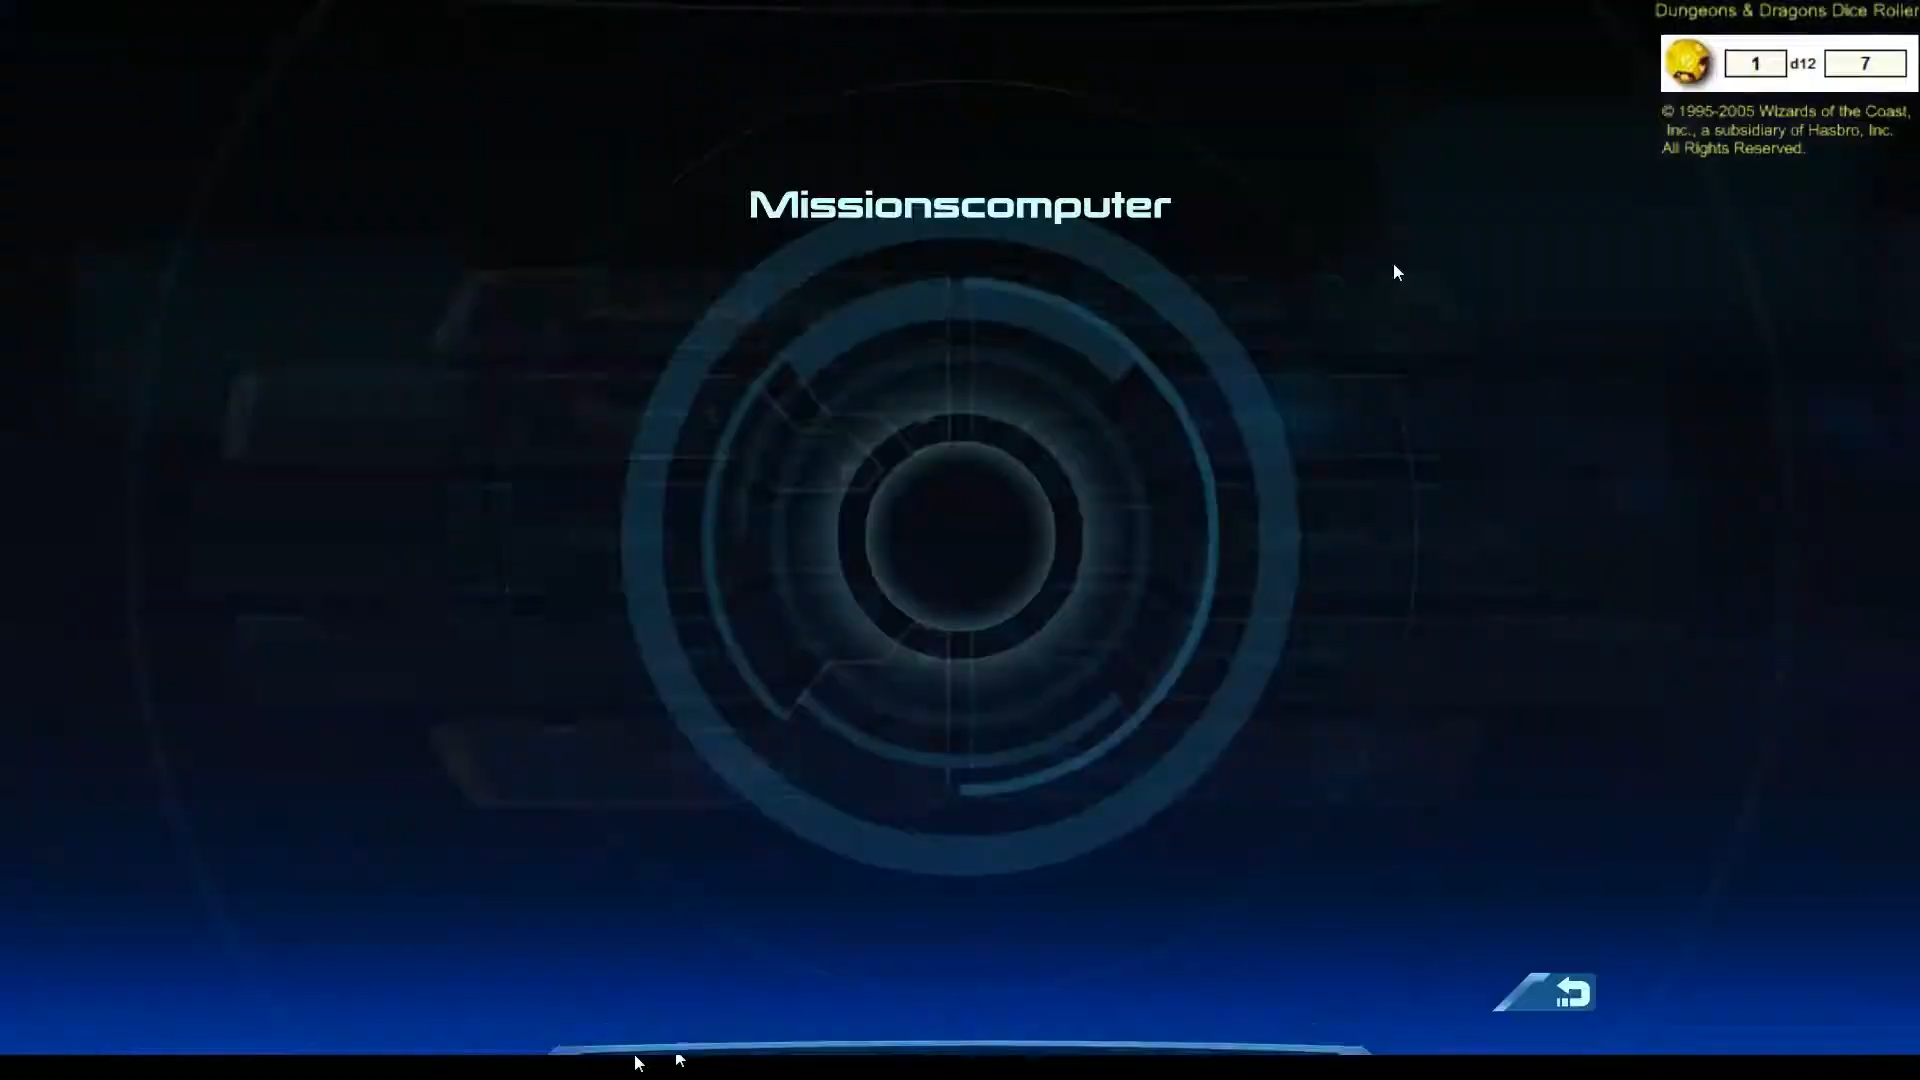 Dungeons & Dragons Dice Roller
1 d12 7
© 1995-2005 Wizards of the Coast,
Inc., a subsidiary of Hasbro, Inc.
All Rights Reserved.
Missionscomputer